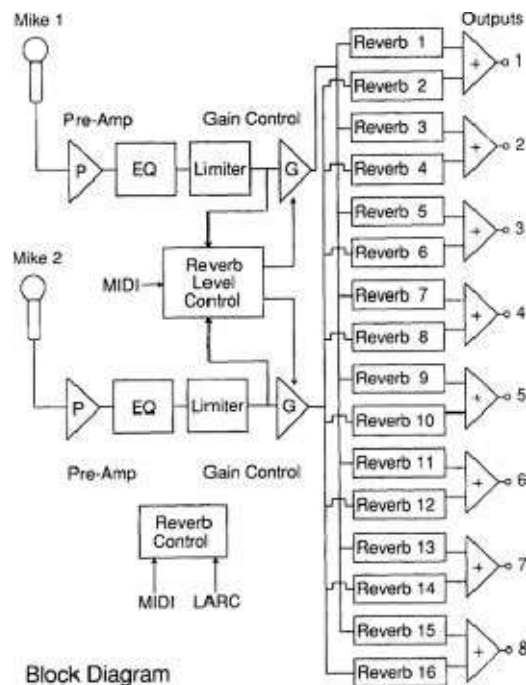 Mike 1
Outputs
Reverb 1
1
Reverb 2
Pre-Amp
Gain Control
Reverb 3
2
P
EQ
Limiter
G
Reverb 4
Reverb 5
3
Reverb 6
Mike 2
MIDI
Reverb
Level
Control
Reverb 7
4
Reverb 8
Reverb 9
5
P
EQ
Limiter
G
Reverb 10
Pre-Amp
Gain Control
Reverb 11
6
Reverb 12
Reverb
Control
Reverb 13
7
Reverb 14
MIDI
LARC
Reverb 15
8
Reverb 16
Block Diagram
+
+
+
+
+
+
+
+